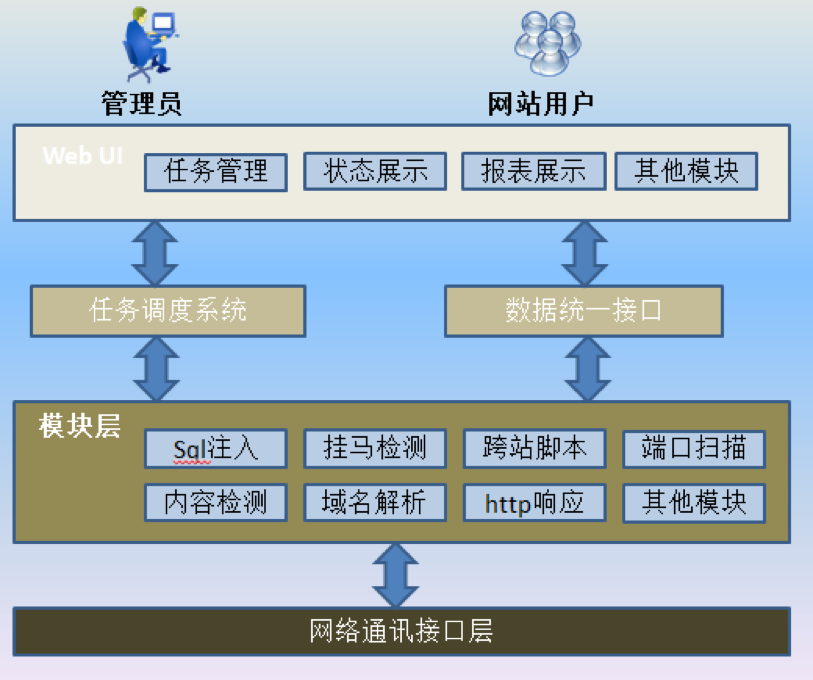 管理员
网站用户
Web UI
任务管理
状态展示
报表展示
其他模块
任务调度系统
数据统一接口
模块层
Sql注入
挂马检测
跨站脚本
端口扫描
内容检测
域名解析
http响应
其他模块
网络通讯接口层